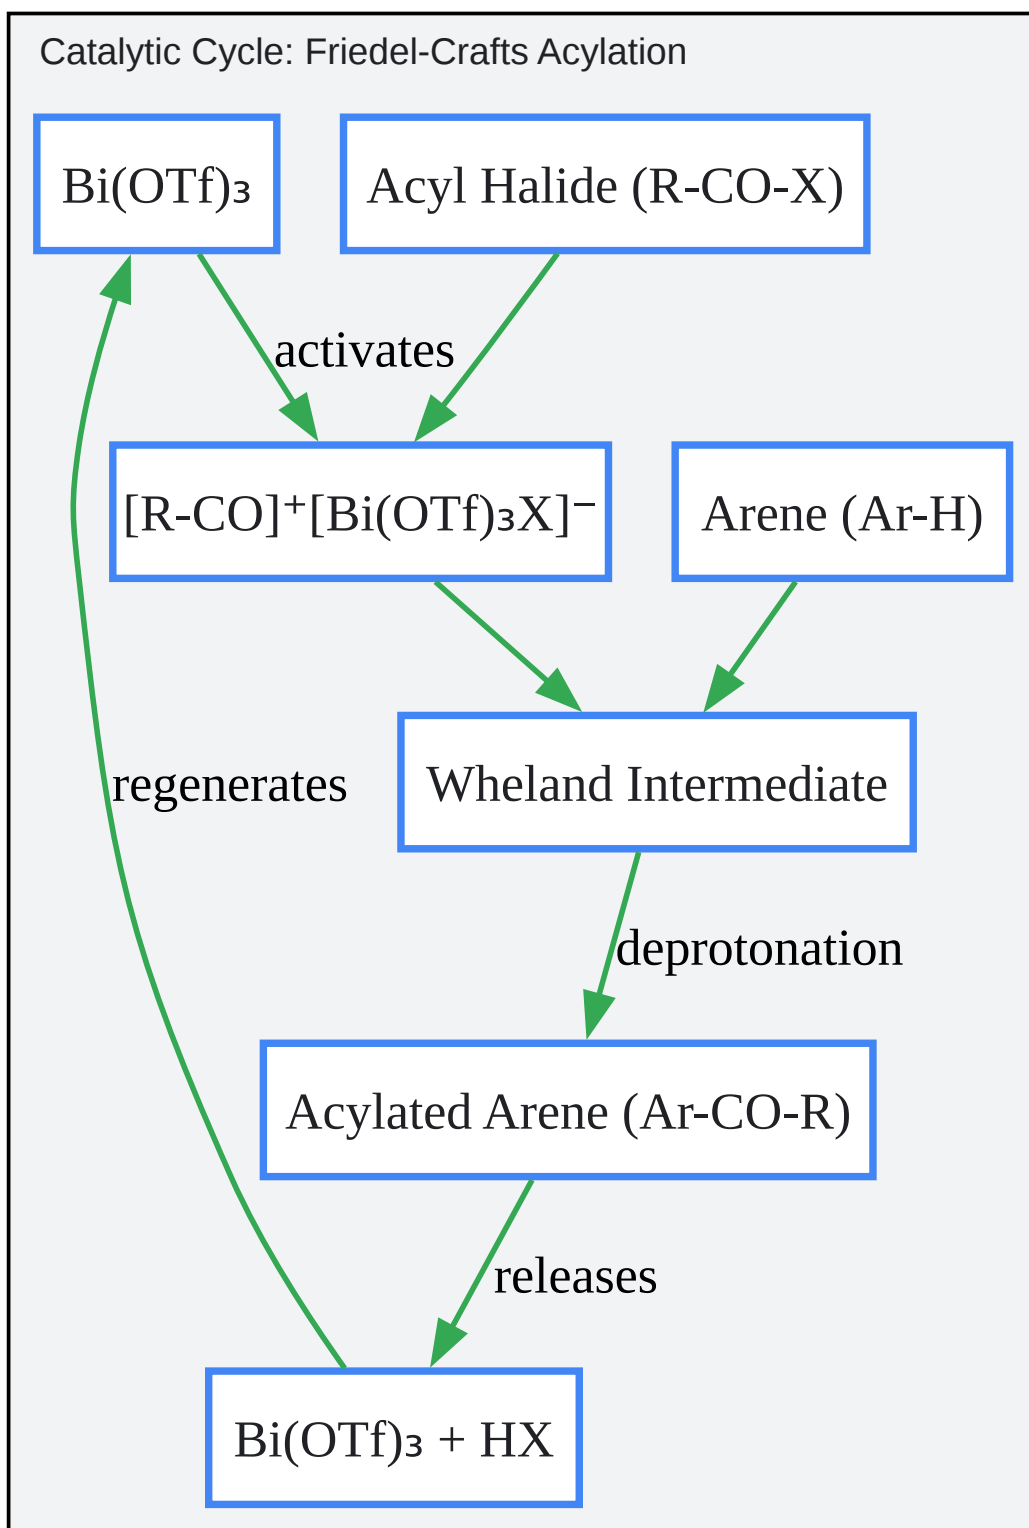 Catalytic Cycle: Friedel-Crafts Acylation
Bi(OTf)₃
Acyl Halide (R-CO-X)
activates
[R-CO]⁺[Bi(OTf)₃X]⁻
Arene (Ar-H)
Wheland Intermediate
regenerates
deprotonation
Acylated Arene (Ar-CO-R)
releases
Bi(OTf)₃ + HX